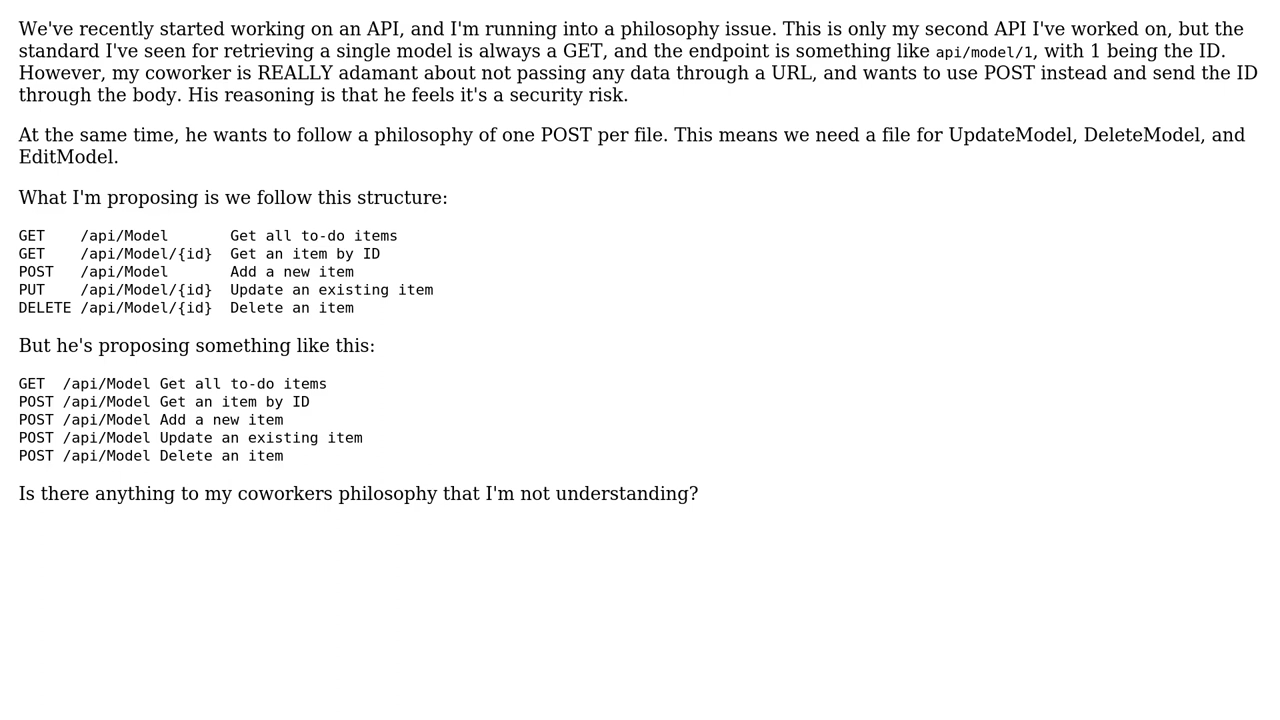 We've recently started working on an API, and I'm running into a philosophy issue. This is only my second API I've worked on, but the
standard I've seen for retrieving a single model is always a GET, and the endpoint is something like api/model/1, with 1 being the ID.
However, my coworker is REALLY adamant about not passing any data through a URL, and wants to use POST instead and send the ID
through the body. His reasoning is that he feels it's a security risk.
At the same time, he wants to follow a philosophy of one POST per file. This means we need a file for UpdateModel, DeleteModel, and
EditModel.
What I'm proposing is we follow this structure:
GET    /api/Model       Get all to-do items
GET    /api/Model/{id}  Get an item by ID
POST   /api/Model       Add a new item
PUT    /api/Model/{id}  Update an existing item
DELETE /api/Model/{id}  Delete an item
But he's proposing something like this:
GET  /api/Model Get all to-do items
POST /api/Model Get an item by ID
POST /api/Model Add a new item
POST /api/Model Update an existing item
POST /api/Model Delete an item
Is there anything to my coworkers philosophy that I'm not understanding?